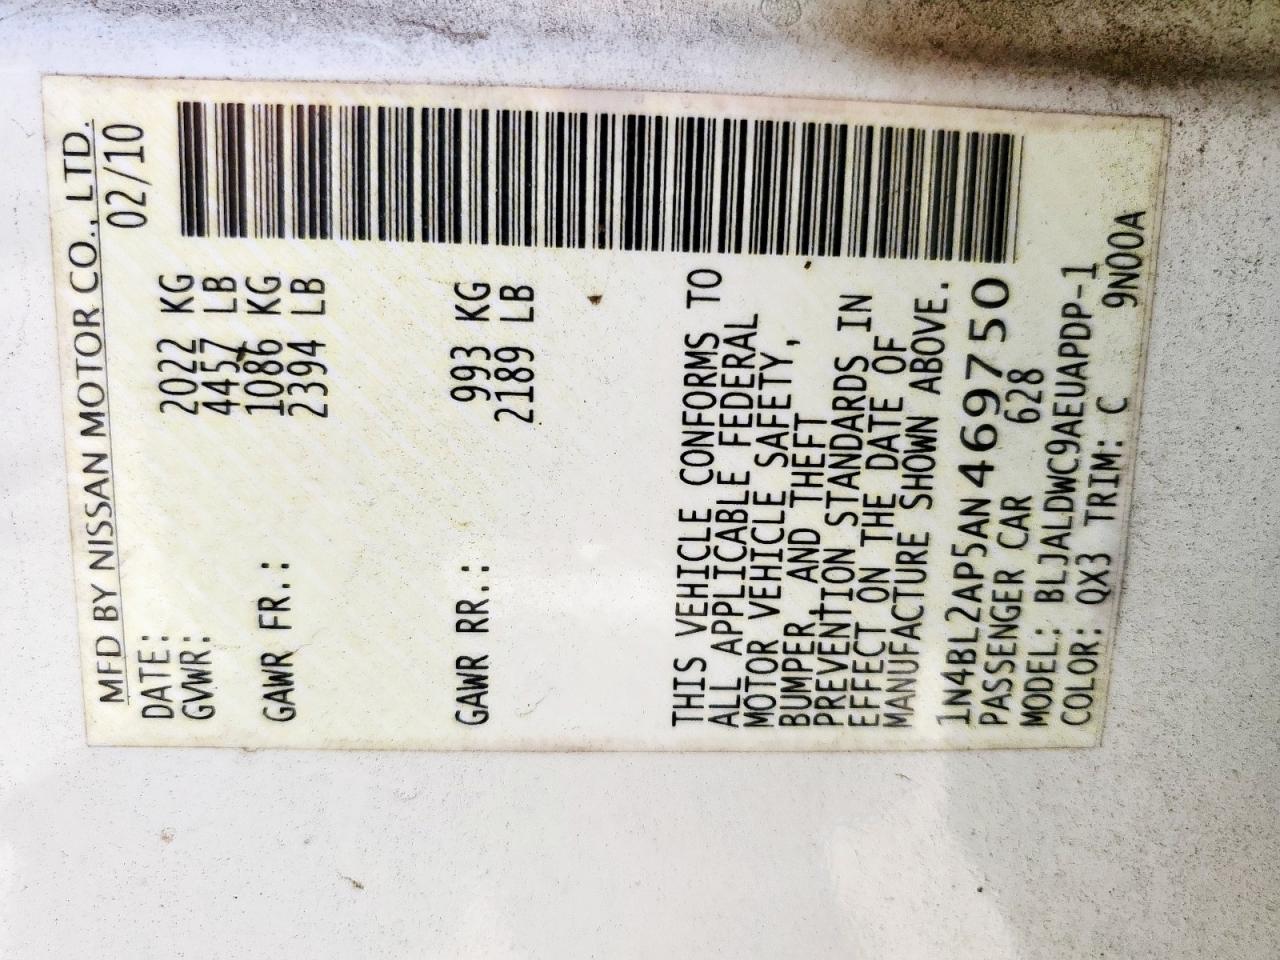 MFD BY NISSAN MOTOR CO., LTD.
DATE: 02/10
GVWR: 2022 KG
4457 LB
GAWR FR.: 1086 KG
2394 LB
GAWR RR.: 993 KG
2189 LB
THIS VEHICLE CONFORMS TO
ALL APPLICABLE FEDERAL
MOTOR VEHICLE SAFETY,
BUMPER, AND THEFT
PREVENTION STANDARDS IN
EFFECT ON THE DATE OF
MANUFACTURE SHOWN ABOVE.
1N4BL2AP5AN469750
PASSENGER CAR 628
MODEL: BLJALDWC9AEUAPDP-1
COLOR: QX3 TRIM: C 9N00A